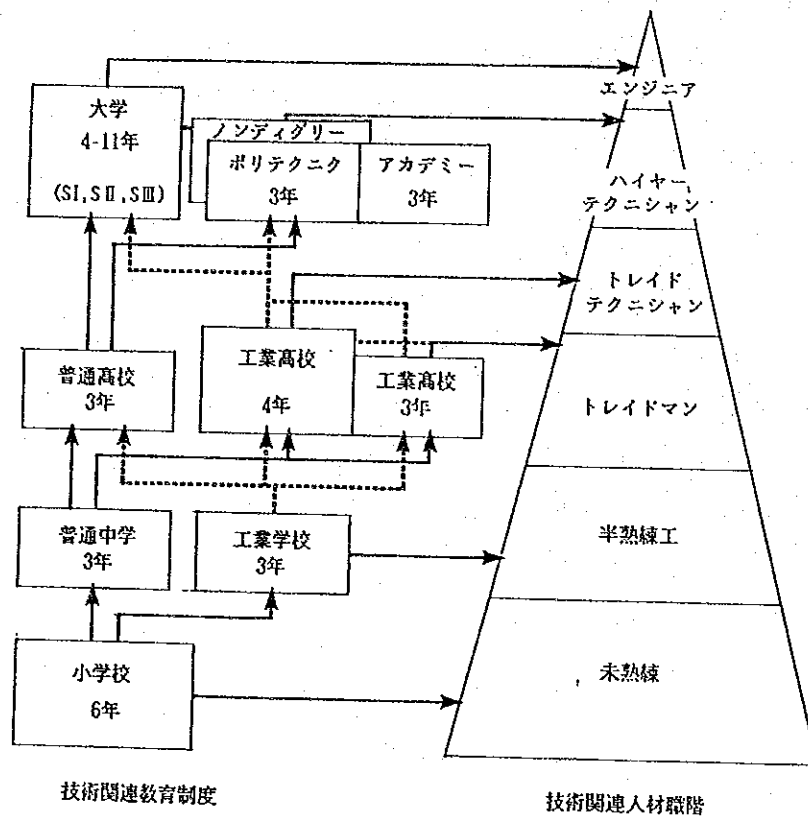 エンジニア
大学
4-11年
(SI,SⅡ,SⅢ)
ノンディグリー
ポリテクニク
3年
アカデミー
3年
ハイヤー
テクニシャン
トレイド
テクニシャン
普通高校
3年
工業高校
4年
工業高校
3年
トレイドマン
普通中学
3年
工業学校
3年
半熟練工
小学校
6年
未熟練
技術関連教育制度
技術関連人材職階